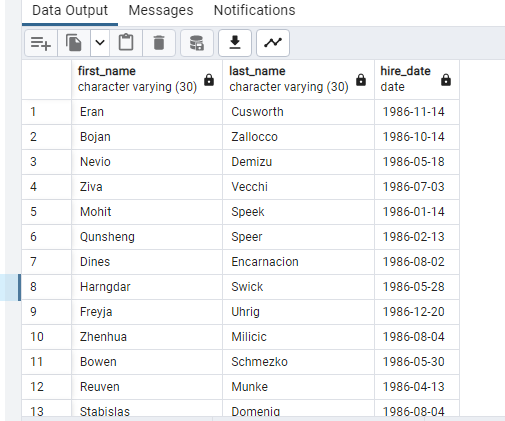 Data Output Messages Notifications
first_name last_name hire_date
character varying (30) character varying (30) date
1 Eran Cusworth 1986-11-14
2 Bojan Zallocco 1986-10-14
3 Nevio Demizu 1986-05-18
4 Ziva Vecchi 1986-07-03
5 Mohit Speek 1986-01-14
6 Qunsheng Speer 1986-02-13
7 Dines Encarnacion 1986-08-02
8 Harngdar Swick 1986-05-28
9 Freyja Uhrig 1986-12-20
10 Zhenhua Milicic 1986-08-04
11 Bowen Schmezko 1986-05-30
12 Reuven Munke 1986-04-13
13 Stabislas Domenig 1986-08-04